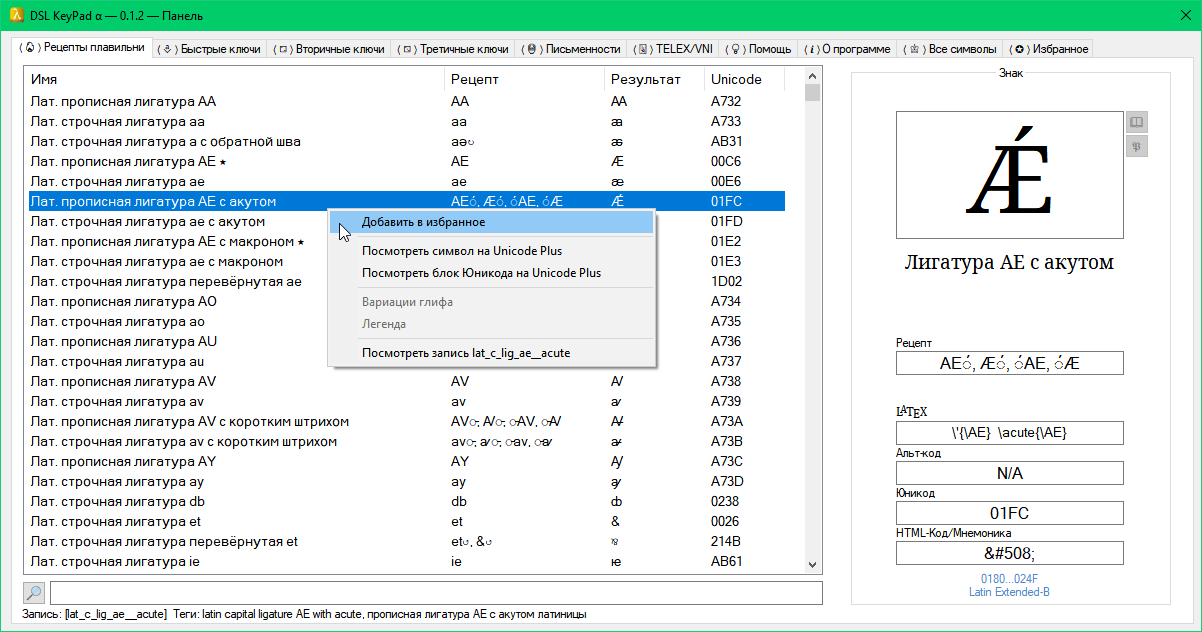 DSL KeyPad α — 0.1.2 — Панель
Рецепты плавильни
Быстрые ключи
Вторичные ключи
Третичные ключи
Письменности
TELEX/VNI
Помощь
О программе
Все символы
Избранное
Имя Рецепт Результат Unicode
Лат. прописная лигатура AA AA Ꜳ A732
Лат. строчная лигатура aa aa ꜳ A733
Лат. строчная лигатура a с обратной шва aə AB31
Лат. прописная лигатура AE ★ AE Æ 00C6
Лат. строчная лигатура ae ae æ 00E6
Лат. прописная лигатура AE с акутом AE◌́, Æ◌́, ◌́AE, ◌́Æ Ǽ 01FC
Лат. строчная лигатура ae с акутом 01FD
Лат. прописная лигатура AE с макроном ★ 01E2
Лат. строчная лигатура ae с макроном 01E3
Лат. строчная лигатура перевёрнутая ae 1D02
Лат. прописная лигатура AO A734
Лат. строчная лигатура ao A735
Лат. прописная лигатура AU A736
Лат. строчная лигатура au A737
Лат. прописная лигатура AV AV Ꜹ A738
Лат. строчная лигатура av av ꜹ A739
Лат. прописная лигатура AV с коротким штрихом Ꜻ A73A
Лат. строчная лигатура av с коротким штрихом ꜻ A73B
Лат. прописная лигатура AY AY Ꜽ A73C
Лат. строчная лигатура ay ay ꜽ A73D
Лат. строчная лигатура db db ȸ 0238
Лат. строчная лигатура et et & 0026
Лат. строчная лигатура перевёрнутая et ⅋ 214B
Лат. строчная лигатура ie ie AB61
Добавить в избранное
Посмотреть символ на Unicode Plus
Посмотреть блок Юникода на Unicode Plus
Вариации глифа
Легенда
Посмотреть запись lat_c_lig_ae__acute
Знак
Ǽ
Лигатура AE с акутом
Рецепт
AE◌́, Æ◌́, ◌́AE, ◌́Æ
LATEX
\'{\AE} \acute{\AE}
Альт-код
N/A
Юникод
01FC
HTML-Код/Мнемоника
&#508;
0180...024F
Latin Extended-B
Запись: [lat_c_lig_ae__acute] Теги: latin capital ligature AE with acute, прописная лигатура AE с акутом латиницы